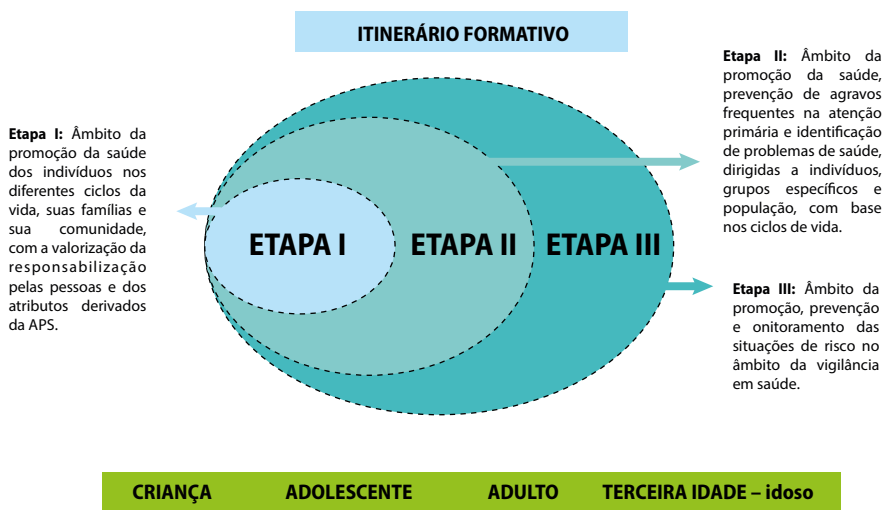 ITINERÁRIO FORMATIVO
Etapa I: Âmbito da
promoção da saúde
dos indivíduos nos
diferentes ciclos da
vida, suas famílias e
sua comunidade,
com a valorização da
responsabilização
pelas pessoas e dos
atributos derivados
da APS.
ETAPA I
ETAPA II
ETAPA III
Etapa II: Âmbito da
promoção da saúde,
prevenção de agravos
frequentes na atenção
primária e identificação
de problemas de saúde,
dirigidas a indivíduos,
grupos específicos e
população, com base
nos ciclos de vida.
Etapa III: Âmbito da
promoção, prevenção
e onitoramento das
situações de risco no
âmbito da vigilância
em saúde.
CRIANÇA ADOLESCENTE ADULTO TERCEIRA IDADE – idoso